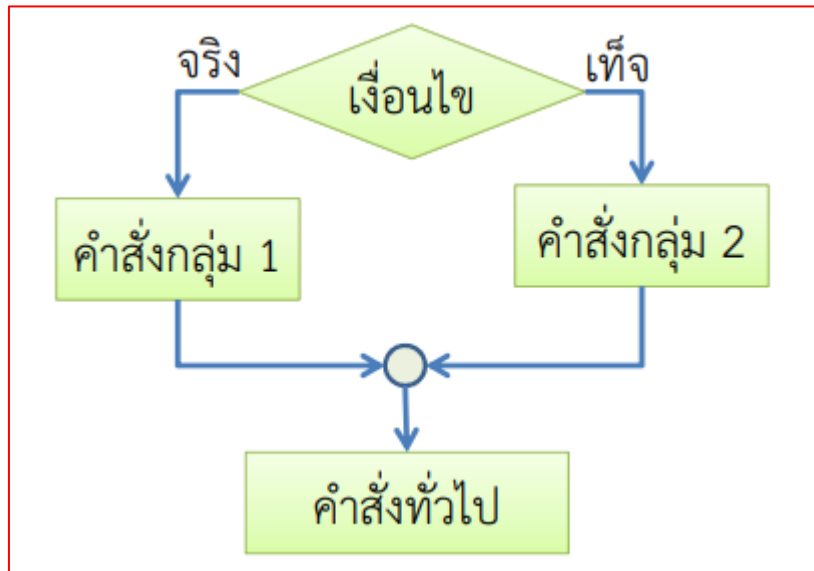 จริง
เงื่อนไข
เท็จ
คำสั่งกลุ่ม 1
คำสั่งกลุ่ม 2
คำสั่งทั่วไป